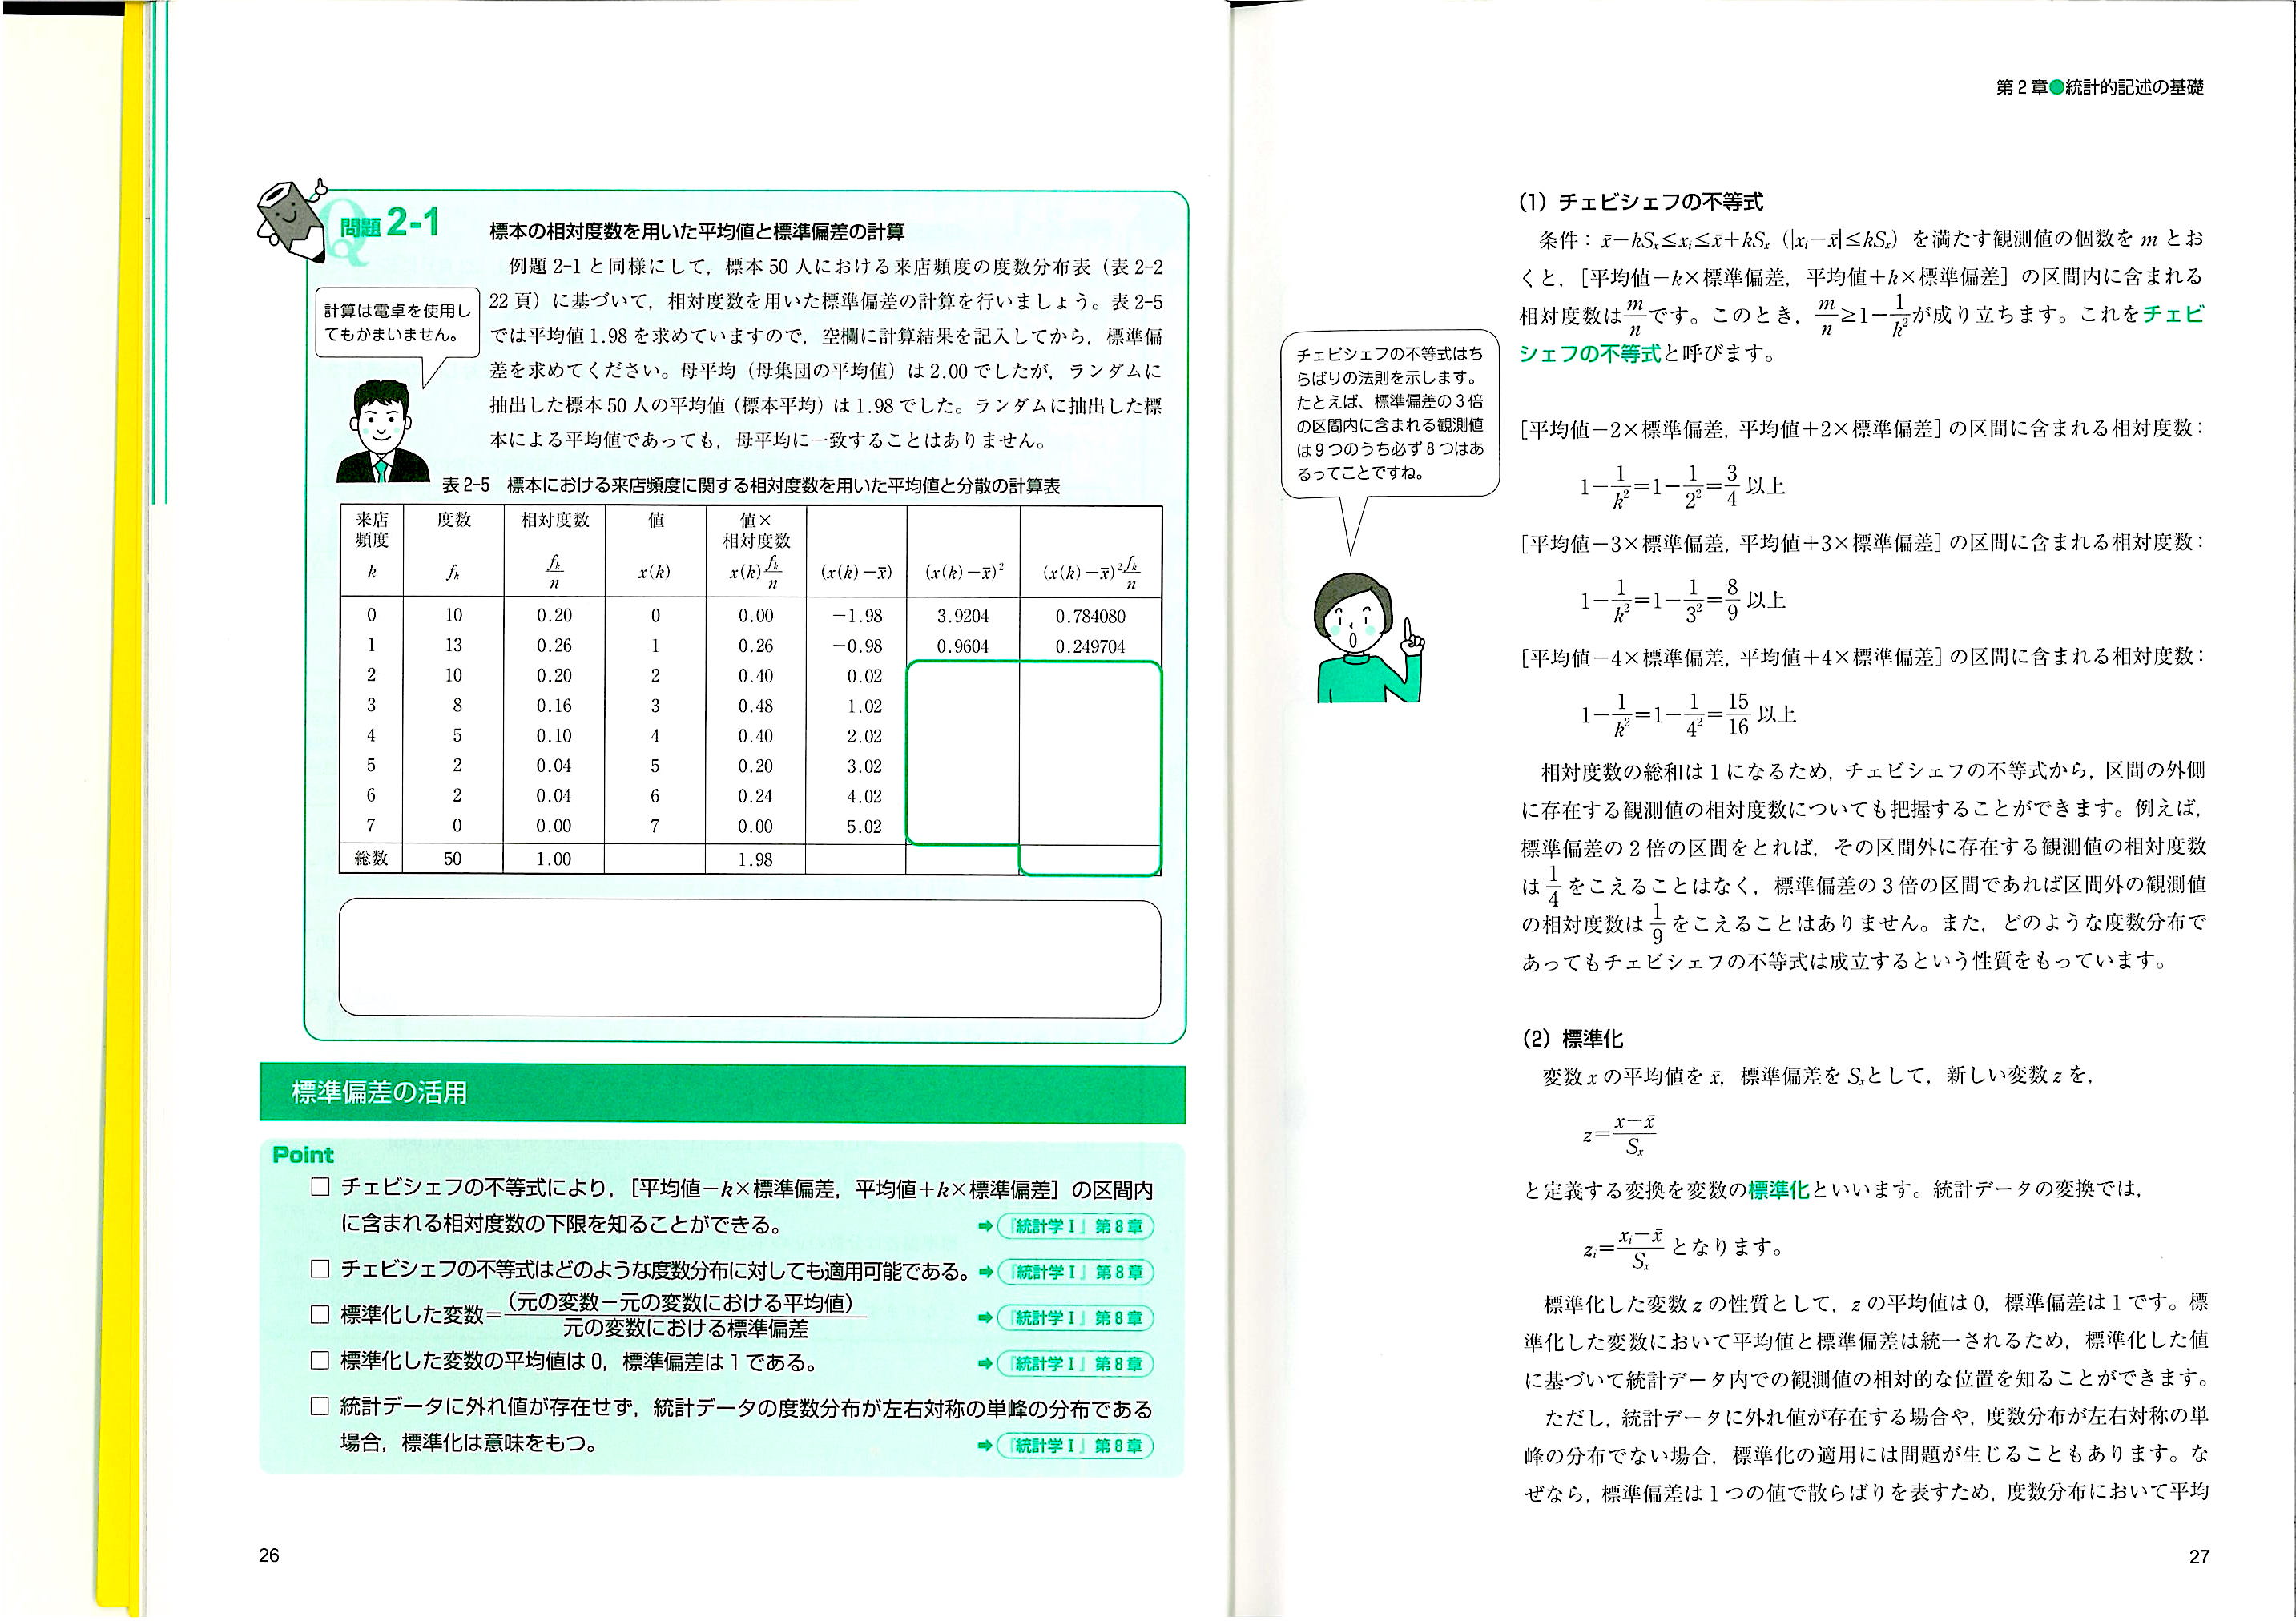 問題 2-1 標本の相対度数を用いた平均値と標準偏差の計算
例題 2-1 と同様にして，標本 50 人における来店頻度の度数分布表（表 2-2
22 頁）に基づいて，相対度数を用いた標準偏差の計算を行いましょう。表 2-5
では平均値 1.98 を求めていますので，空欄に計算結果を記入してから，標準偏
差を求めてください。母平均（母集団の平均値）は 2.00 でしたが，ランダムに
抽出した標本 50 人の平均値（標本平均）は 1.98 でした。ランダムに抽出した標
本による平均値であっても，母平均に一致することはありません。
計算は電卓を使用し
てもかまいません。
表 2-5 標本における来店頻度に関する相対度数を用いた平均値と分散の計算表
来店 度数 相対度数 値 値×
頻度 相対度数
k f_k f_k/n x(k) x(k) f_k/n (x(k)−x̄) (x(k)−x̄)² (x(k)−x̄)² f_k/n
0 10 0.20 0 0.00 −1.98 3.9204 0.784080
1 13 0.26 1 0.26 −0.98 0.9604 0.249704
2 10 0.20 2 0.40 0.02
3 8 0.16 3 0.48 1.02
4 5 0.10 4 0.40 2.02
5 2 0.04 5 0.20 3.02
6 2 0.04 6 0.24 4.02
7 0 0.00 7 0.00 5.02
総数 50 1.00 1.98
標準偏差の活用
Point
□ チェビシェフの不等式により，［平均値−k×標準偏差，平均値+k×標準偏差］の区間内
に含まれる相対度数の下限を知ることができる。 ➡『統計学Ⅰ』第 8 章
□ チェビシェフの不等式はどのような度数分布に対しても適用可能である。➡『統計学Ⅰ』第 8 章
□ 標準化した変数=（元の変数−元の変数における平均値）/元の変数における標準偏差 ➡『統計学Ⅰ』第 8 章
□ 標準化した変数の平均値は 0，標準偏差は 1 である。 ➡『統計学Ⅰ』第 8 章
□ 統計データに外れ値が存在せず，統計データの度数分布が左右対称の単峰の分布である
場合，標準化は意味をもつ。 ➡『統計学Ⅰ』第 8 章
26
第 2 章●統計的記述の基礎
(1) チェビシェフの不等式
条件：x̄−kSₓ≤xᵢ≤x̄+kSₓ（|xᵢ−x̄|≤kSₓ）を満たす観測値の個数を m とお
くと，［平均値−k×標準偏差，平均値+k×標準偏差］の区間内に含まれる
相対度数は m/n です。このとき，m/n≥1−1/k² が成り立ちます。これをチェビ
シェフの不等式と呼びます。
チェビシェフの不等式はち
らばりの法則を示します。
たとえば、標準偏差の 3 倍
の区間内に含まれる観測値
は 9 つのうち必ず 8 つはあ
るってことですね。
［平均値−2×標準偏差，平均値+2×標準偏差］の区間に含まれる相対度数：
1−1/k²=1−1/2²=3/4 以上
［平均値−3×標準偏差，平均値+3×標準偏差］の区間に含まれる相対度数：
1−1/k²=1−1/3²=8/9 以上
［平均値−4×標準偏差，平均値+4×標準偏差］の区間に含まれる相対度数：
1−1/k²=1−1/4²=15/16 以上
相対度数の総和は 1 になるため，チェビシェフの不等式から，区間の外側
に存在する観測値の相対度数についても把握することができます。例えば，
標準偏差の 2 倍の区間をとれば，その区間外に存在する観測値の相対度数
は 1/4 をこえることはなく，標準偏差の 3 倍の区間であれば区間外の観測値
の相対度数は 1/9 をこえることはありません。また，どのような度数分布で
あってもチェビシェフの不等式は成立するという性質をもっています。
(2) 標準化
変数 x の平均値を x̄，標準偏差を Sₓとして，新しい変数 z を，
z=(x−x̄)/Sₓ
と定義する変換を変数の標準化といいます。統計データの変換では，
zᵢ=(xᵢ−x̄)/Sₓ となります。
標準化した変数 z の性質として，z の平均値は 0，標準偏差は 1 です。標
準化した変数において平均値と標準偏差は統一されるため，標準化した値
に基づいて統計データ内での観測値の相対的な位置を知ることができます。
ただし，統計データに外れ値が存在する場合や，度数分布が左右対称の単
峰の分布でない場合，標準化の適用には問題が生じることもあります。な
ぜなら，標準偏差は 1 つの値で散らばりを表すため，度数分布において平均
27